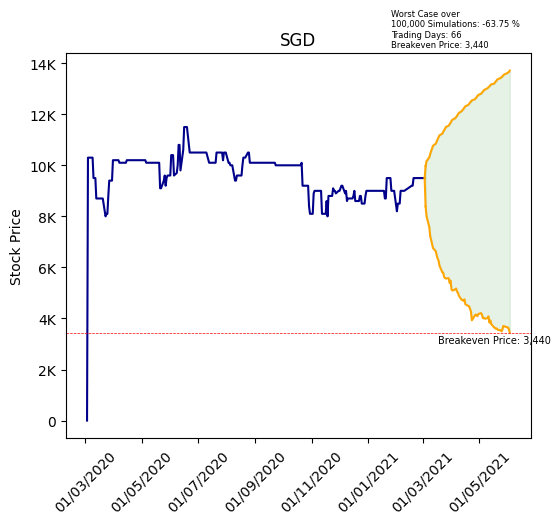 Worst Case over
100,000 Simulations: -63.75 %
Trading Days: 66
Breakeven Price: 3,440
SGD
Stock Price
14K
12K
10K
8K
6K
4K
2K
0
Breakeven Price: 3,440
01/03/2020
01/05/2020
01/07/2020
01/09/2020
01/11/2020
01/01/2021
01/03/2021
01/05/2021